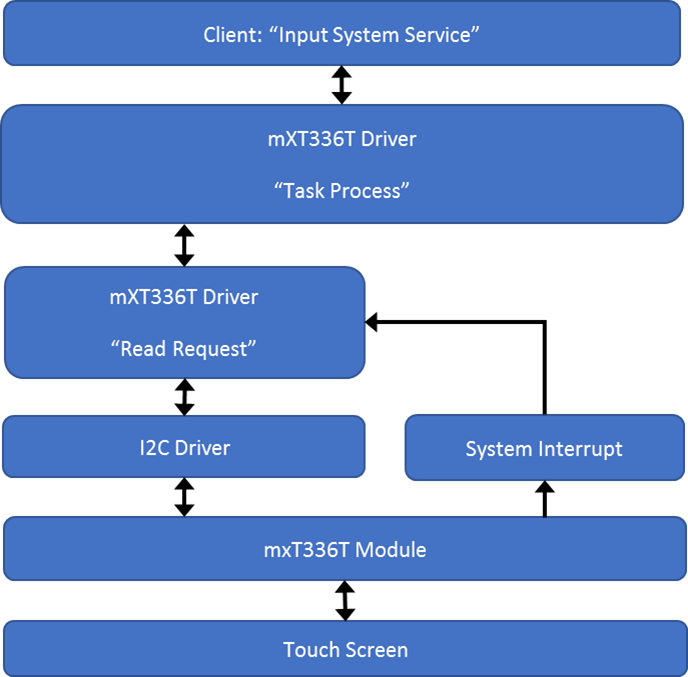 Client: “Input System Service”
mXT336T Driver
“Task Process”
mXT336T Driver
“Read Request”
I2C Driver
System Interrupt
mxT336T Module
Touch Screen